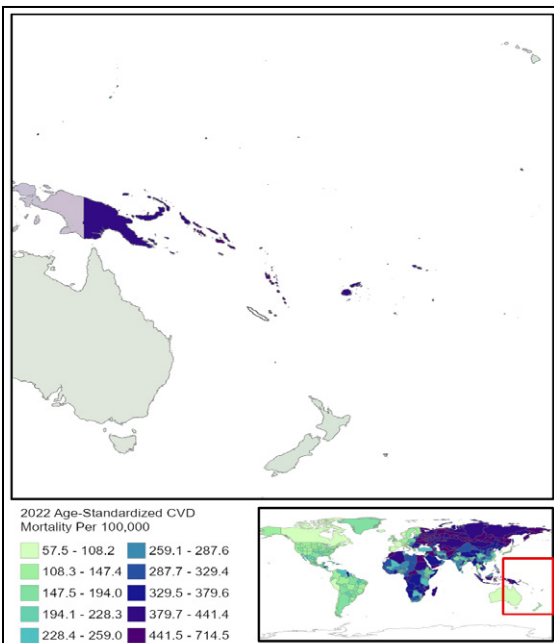 2022 Age-Standardized CVD
Mortality Per 100,000
57.5 - 108.2
108.3 - 147.4
147.5 - 194.0
194.1 - 228.3
228.4 - 259.0
259.1 - 287.6
287.7 - 329.4
329.5 - 379.6
379.7 - 441.4
441.5 - 714.5